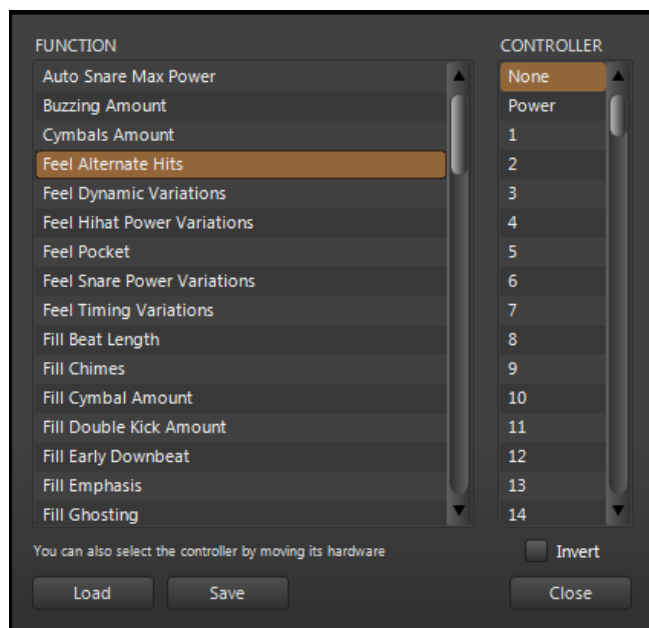 FUNCTION
Auto Snare Max Power
Buzzing Amount
Cymbals Amount
Feel Alternate Hits
Feel Dynamic Variations
Feel Hihat Power Variations
Feel Pocket
Feel Snare Power Variations
Feel Timing Variations
Fill Beat Length
Fill Chimes
Fill Cymbal Amount
Fill Double Kick Amount
Fill Early Downbeat
Fill Emphasis
Fill Ghosting
CONTROLLER
None
Power
1
2
3
4
5
6
7
8
9
10
11
12
13
14
You can also select the controller by moving its hardware
Invert
Load
Save
Close